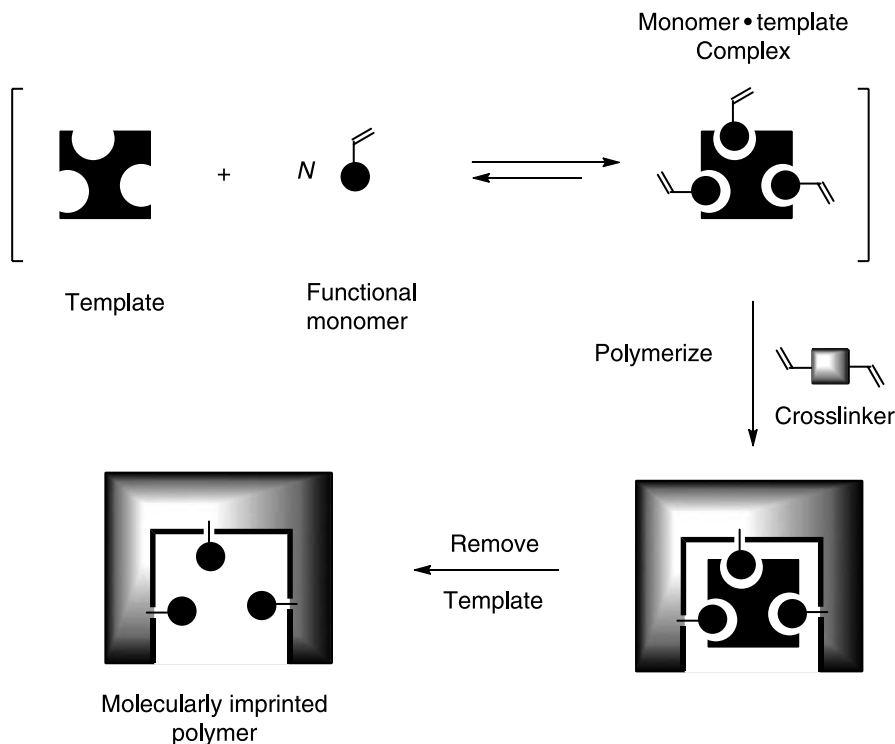 Monomer • template
Complex
+
N
Template
Functional
monomer
Polymerize
Crosslinker
Remove
Template
Molecularly imprinted
polymer